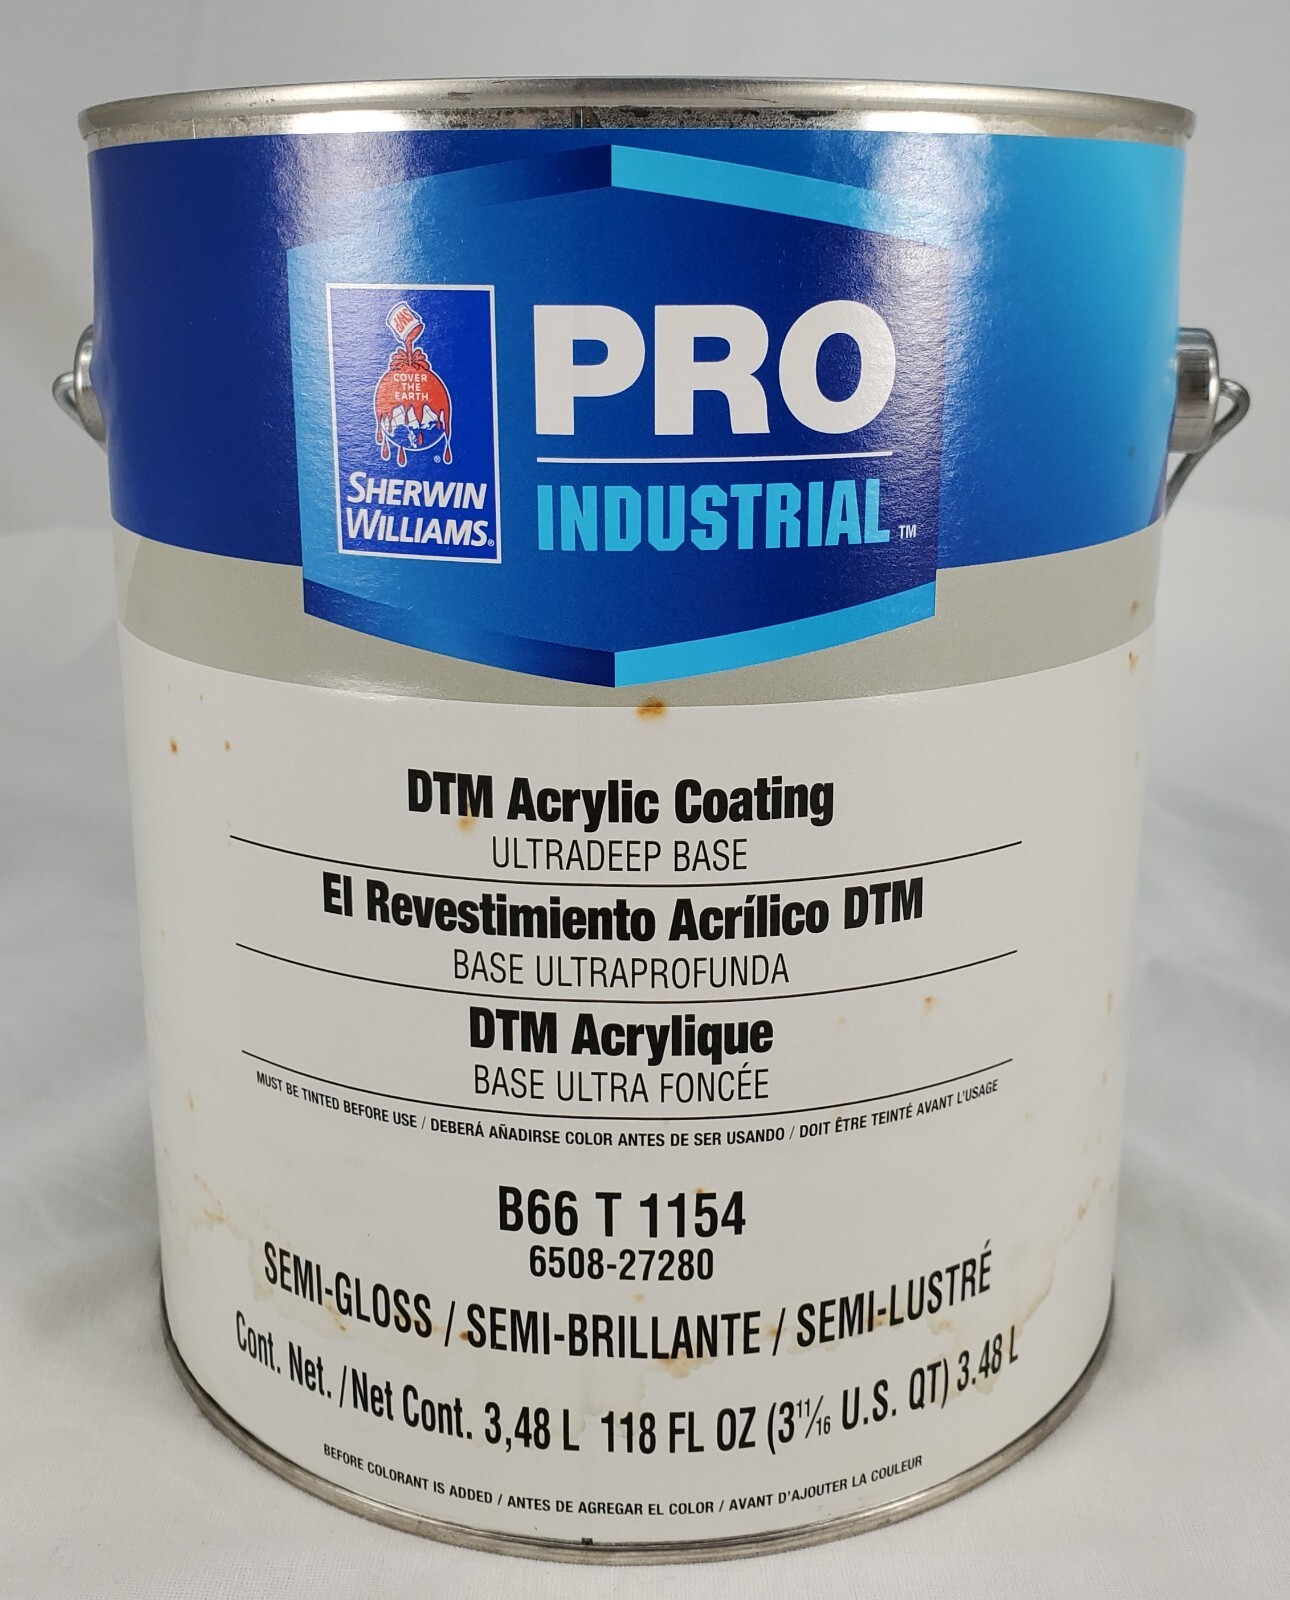 SWP
COVER
THE
EARTH
®
SHERWIN
WILLIAMS®
PRO
INDUSTRIAL™
DTM Acrylic Coating
ULTRADEEP BASE
El Revestimiento Acrílico DTM
BASE ULTRAPROFUNDA
DTM Acrylique
BASE ULTRA FONCÉE
MUST BE TINTED BEFORE USE / DEBERÁ AÑADIRSE COLOR ANTES DE SER USANDO / DOIT ÊTRE TEINTÉ AVANT L'USAGE
B66 T 1154
6508-27280
SEMI-GLOSS / SEMI-BRILLANTE / SEMI-LUSTRÉ
Cont. Net. / Net Cont. 3,48 L 118 FL OZ (3 11/16 U.S. QT) 3.48 L
BEFORE COLORANT IS ADDED / ANTES DE AGREGAR EL COLOR / AVANT D'AJOUTER LA COULEUR